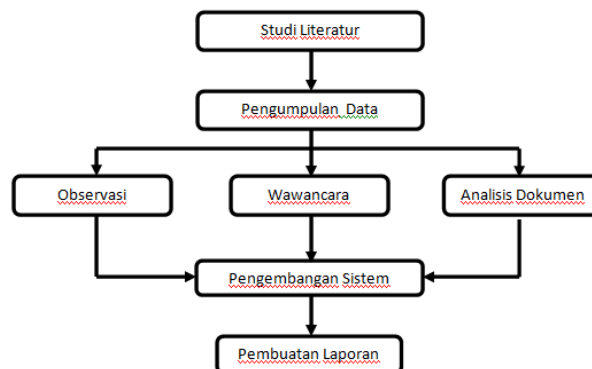 Studi Literatur
Pengumpulan Data
Observasi
Wawancara
Analisis Dokumen
Pengembangan Sistem
Pembuatan Laporan